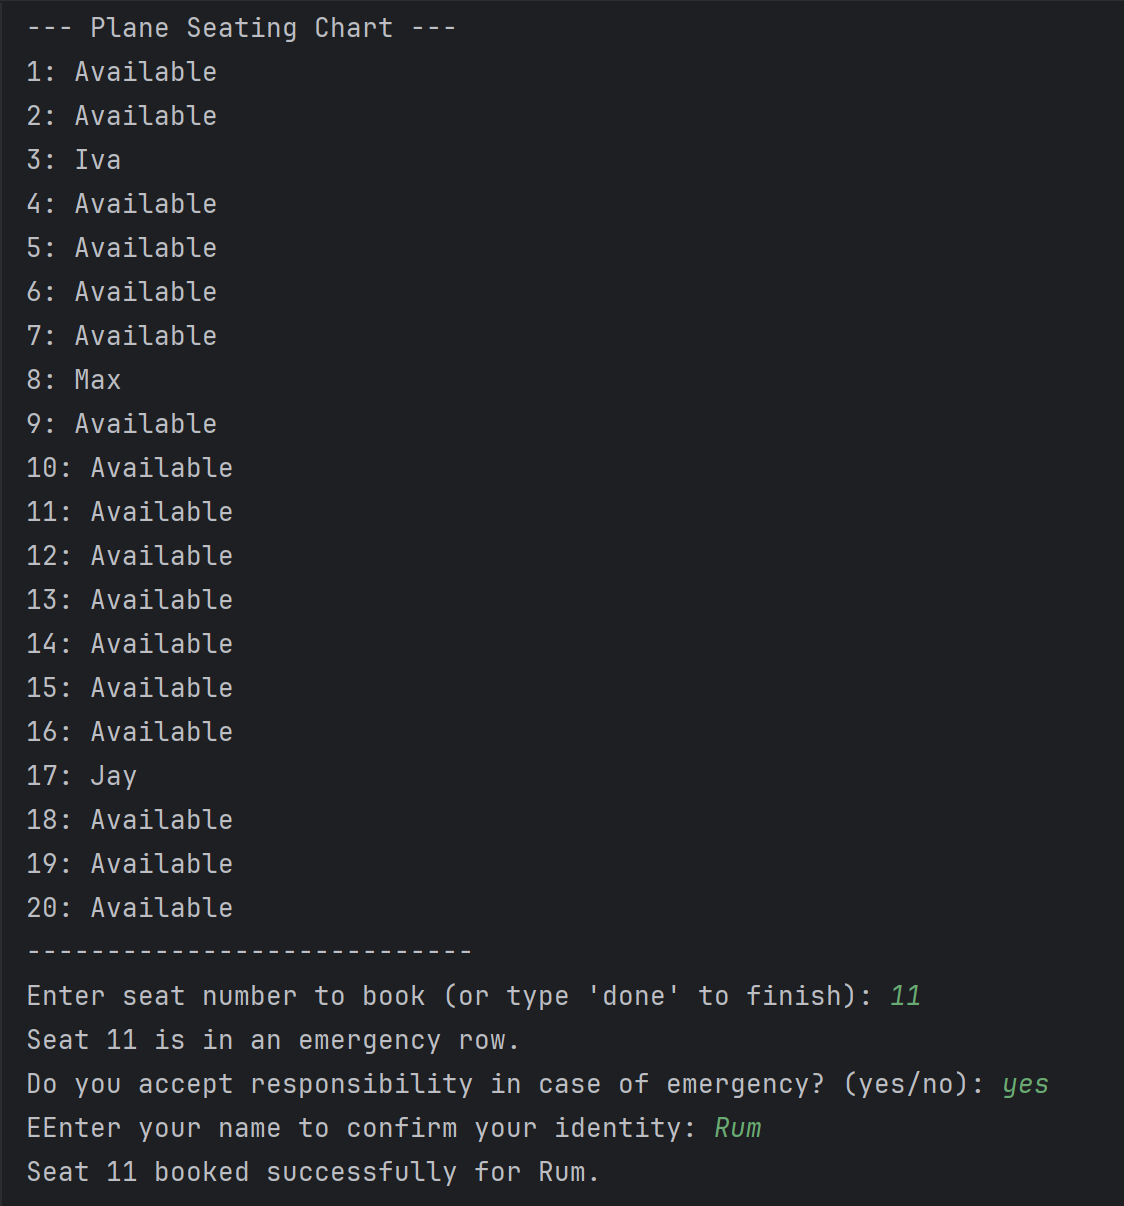 --- Plane Seating Chart ---
1: Available
2: Available
3: Iva
4: Available
5: Available
6: Available
7: Available
8: Max
9: Available
10: Available
11: Available
12: Available
13: Available
14: Available
15: Available
16: Available
17: Jay
18: Available
19: Available
20: Available
----------------------------
Enter seat number to book (or type 'done' to finish): 11
Seat 11 is in an emergency row.
Do you accept responsibility in case of emergency? (yes/no): yes
EEnter your name to confirm your identity: Rum
Seat 11 booked successfully for Rum.